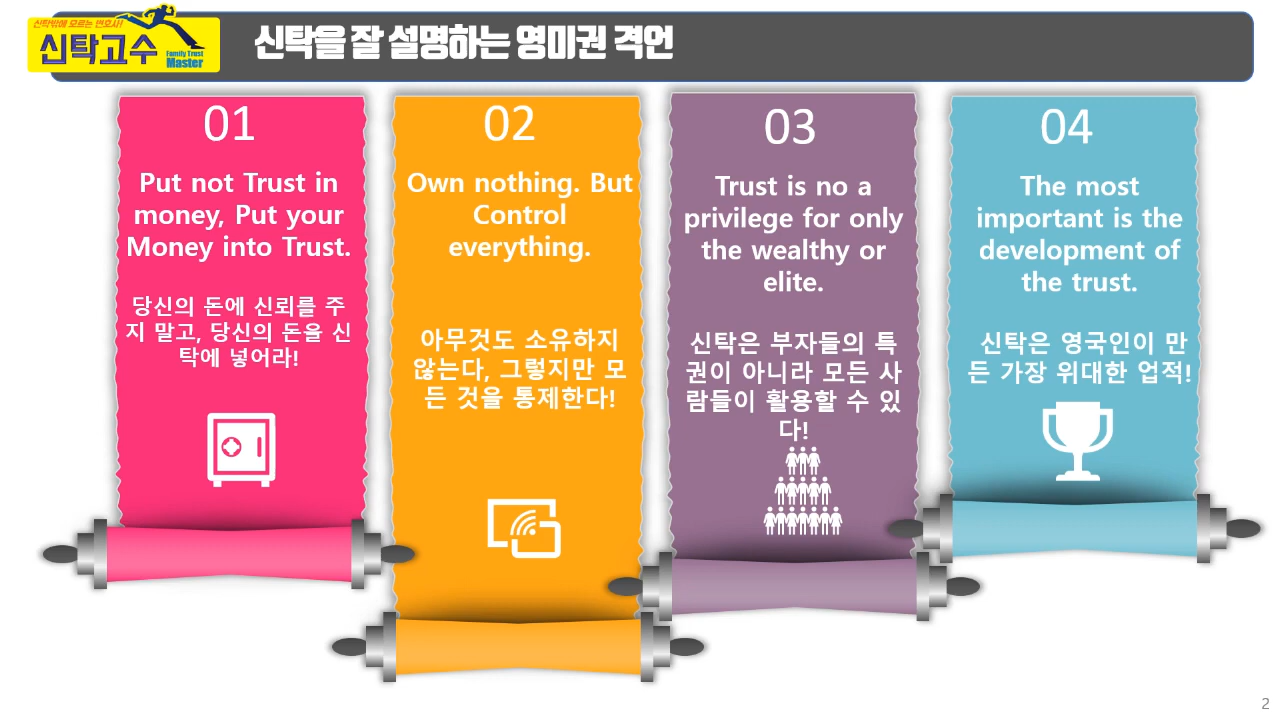 신탁밖에 모르는 변호사!
신탁고수
Family Trust
Master
신탁을 잘 설명하는 영미권 격언
01
Put not Trust in
money, Put your
Money into Trust.
당신의 돈에 신뢰를 주
지 말고, 당신의 돈을 신
탁에 넣어라!
02
Own nothing. But
Control
everything.
아무것도 소유하지
않는다, 그렇지만 모
든 것을 통제한다!
03
Trust is no a
privilege for only
the wealthy or
elite.
신탁은 부자들의 특
권이 아니라 모든 사
람들이 활용할 수 있
다!
04
The most
important is the
development of
the trust.
신탁은 영국인이 만
든 가장 위대한 업적!
2